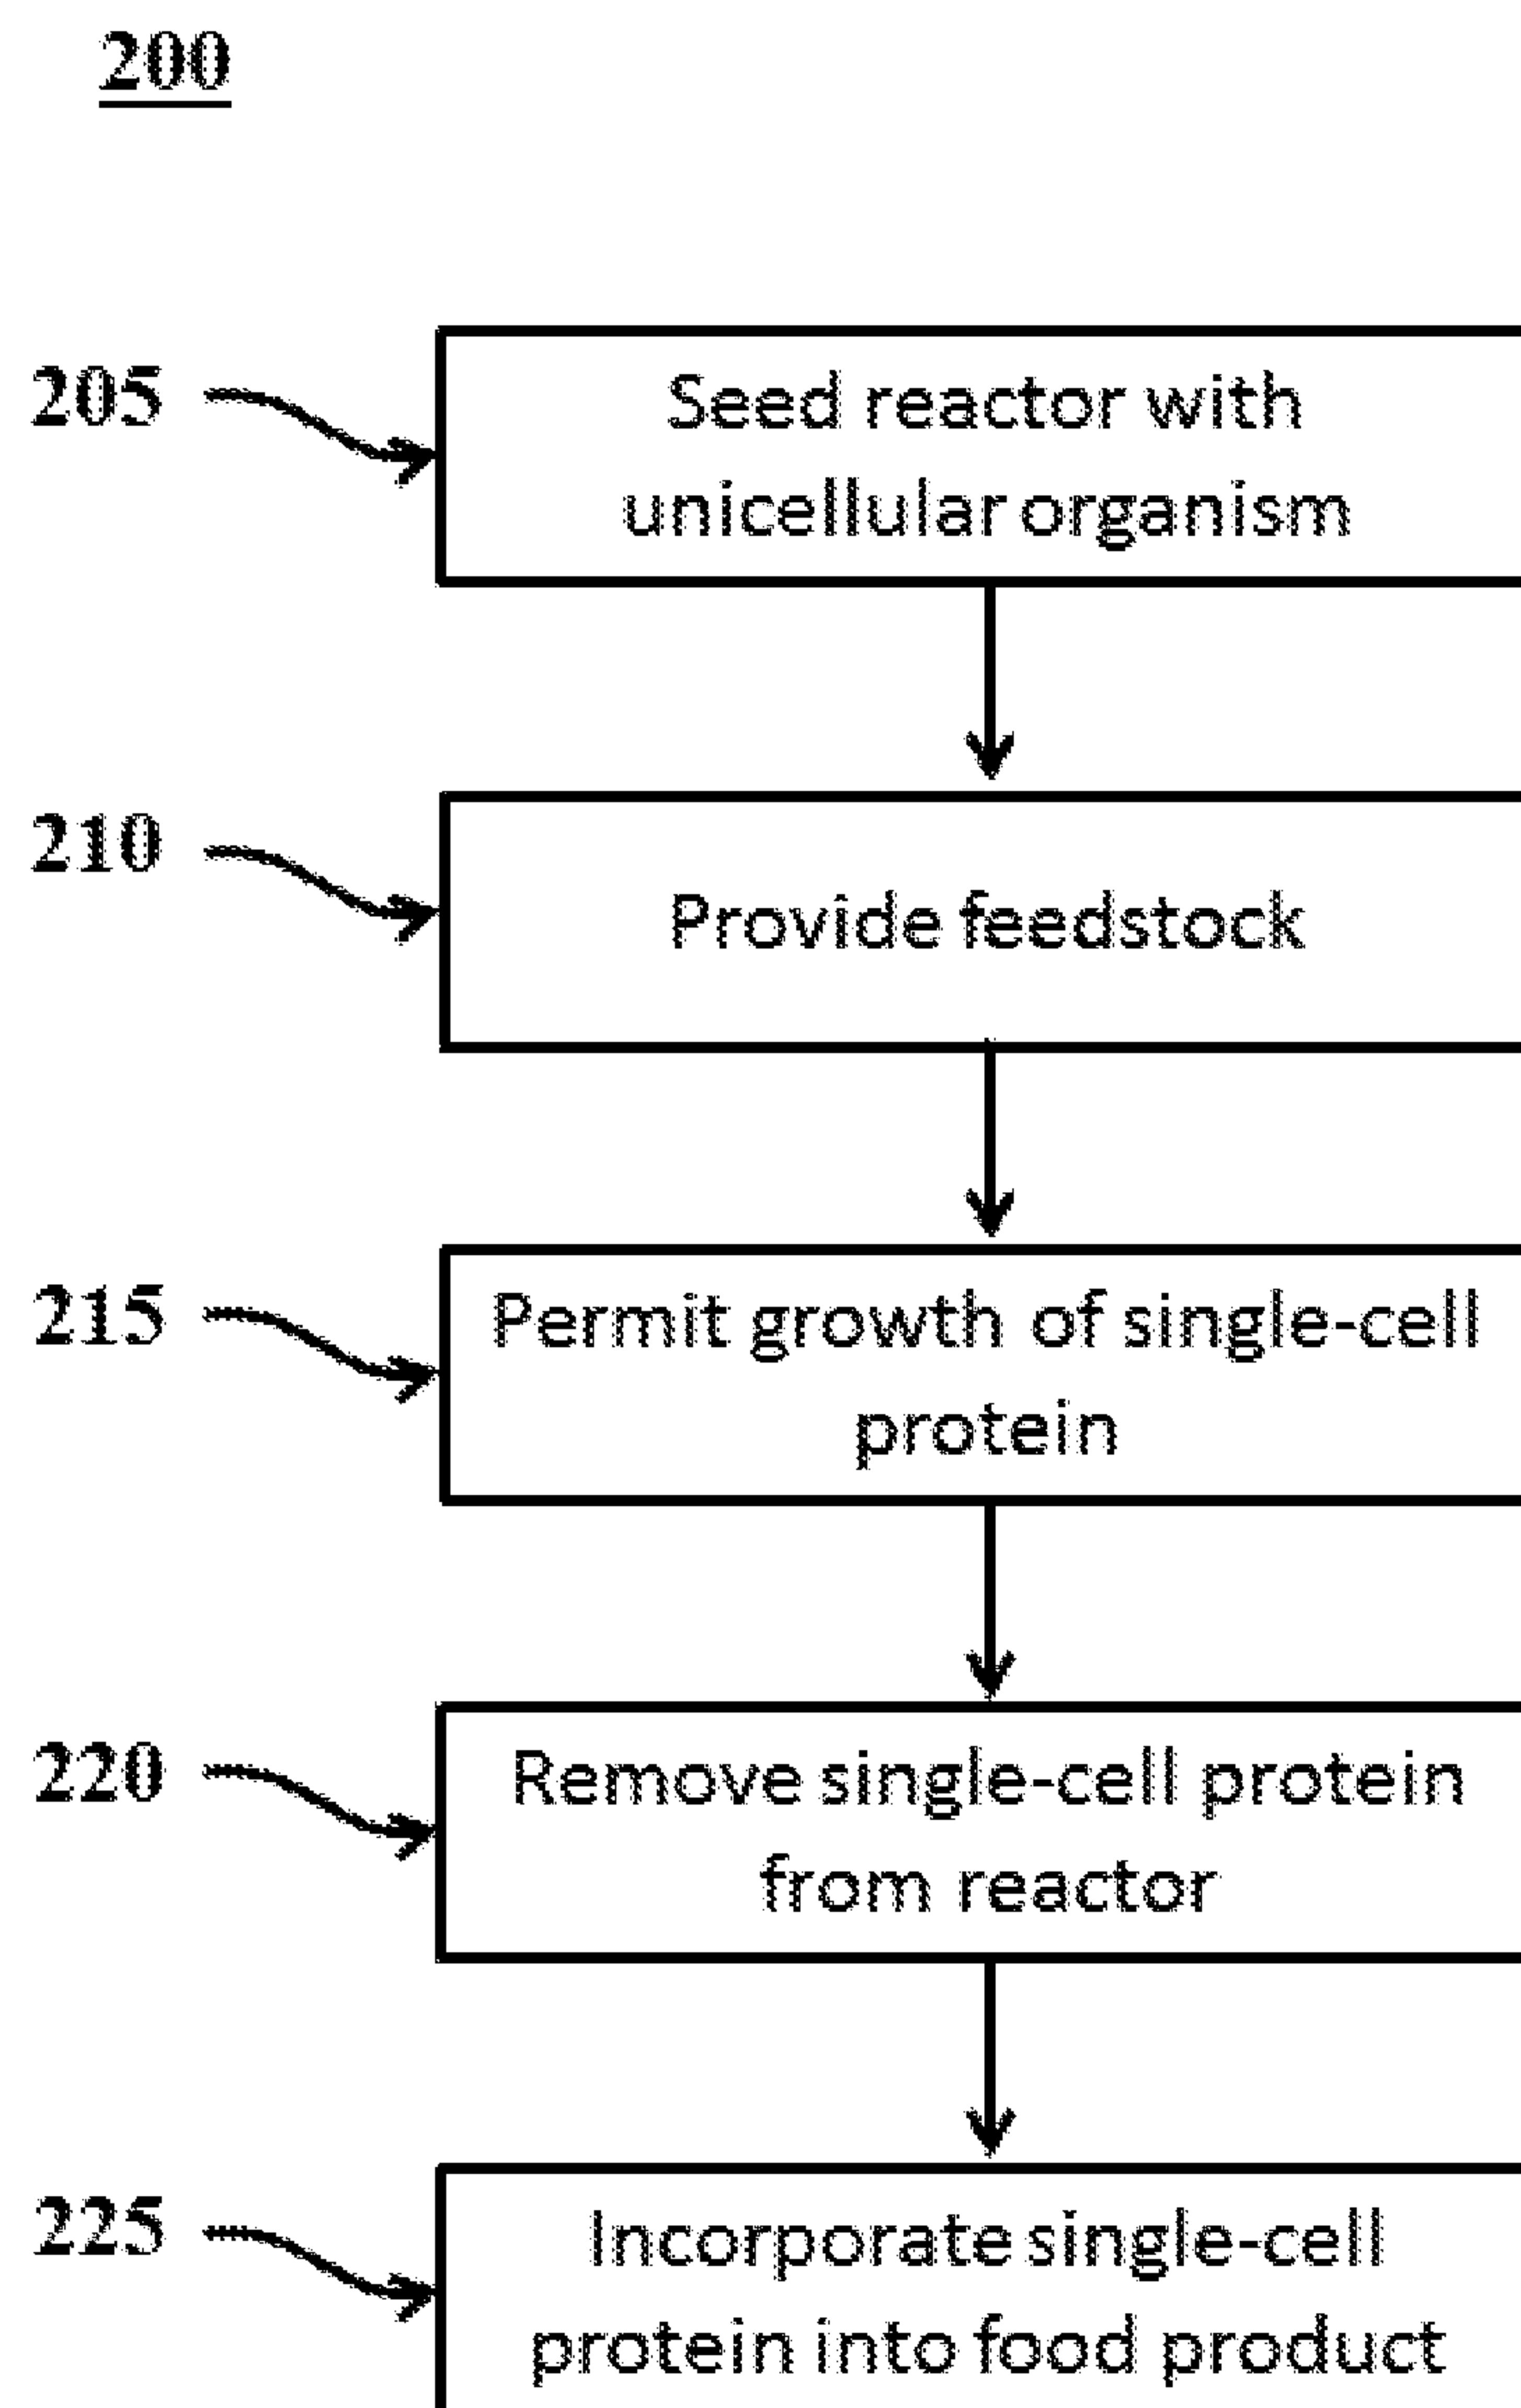 200
205
Seed reactor with
unicellular organism
210
Provide feedstock
215
Permit growth of single-cell
protein
220
Remove single-cell protein
from reactor
225
Incorporate single-cell
protein into food product